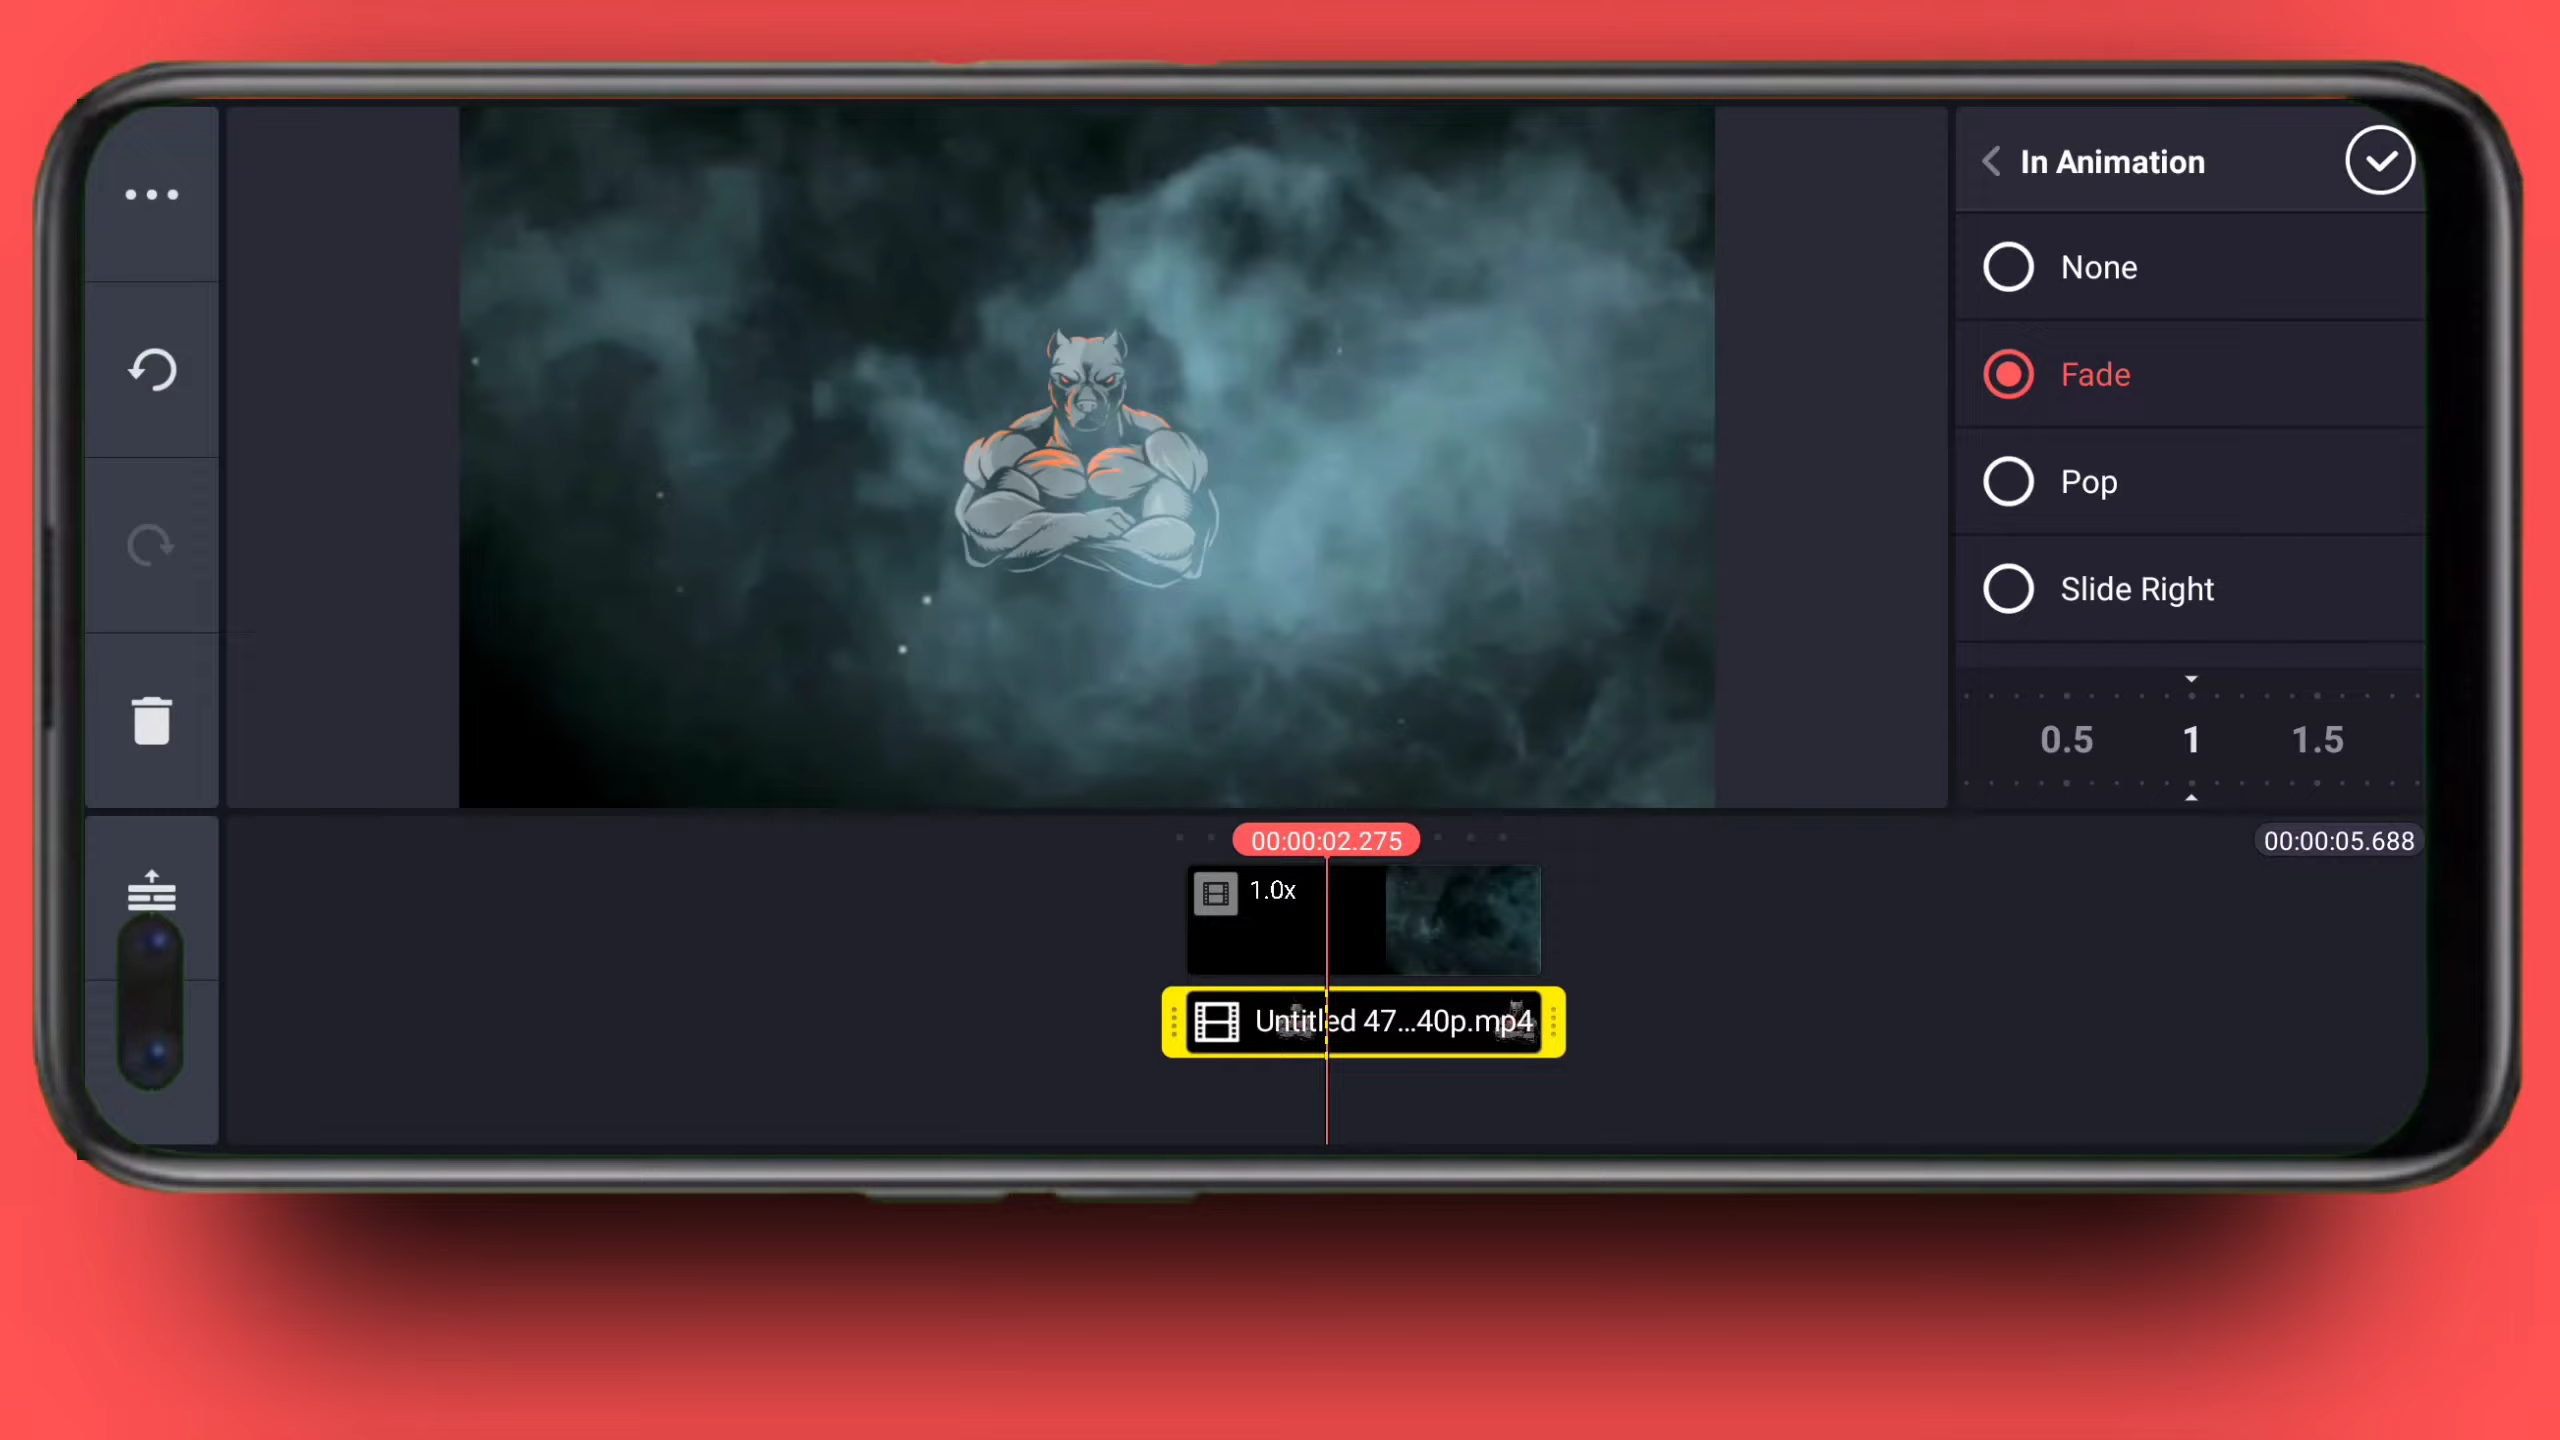 In Animation
None
Fade
Pop
Slide Right
0.5 1 1.5
00:00:02.275
00:00:05.688
1.0x
Untitled 47...40p.mp4